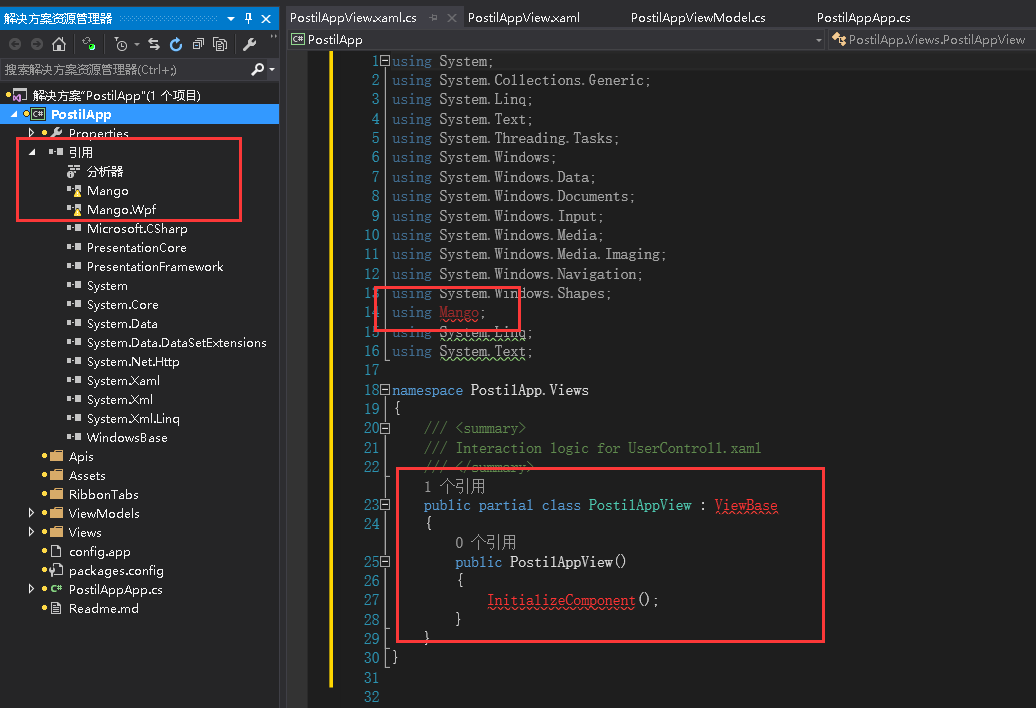 解决方案资源管理器
搜索解决方案资源管理器(Ctrl+;)
解决方案"PostilApp"(1 个项目)
PostilApp
Properties
引用
分析器
Mango
Mango.Wpf
Microsoft.CSharp
PresentationCore
PresentationFramework
System
System.Core
System.Data
System.Data.DataSetExtensions
System.Net.Http
System.Xaml
System.Xml
System.Xml.Linq
WindowsBase
Apis
Assets
RibbonTabs
ViewModels
Views
config.app
packages.config
PostilAppApp.cs
Readme.md
PostilAppView.xaml.cs PostilAppView.xaml PostilAppViewModel.cs PostilAppApp.cs
PostilApp PostilApp.Views.PostilAppView
1 using System;
2 using System.Collections.Generic;
3 using System.Linq;
4 using System.Text;
5 using System.Threading.Tasks;
6 using System.Windows;
7 using System.Windows.Data;
8 using System.Windows.Documents;
9 using System.Windows.Input;
10 using System.Windows.Media;
11 using System.Windows.Media.Imaging;
12 using System.Windows.Navigation;
13 using System.Windows.Shapes;
14 using Mango;
15 using System.Linq;
16 using System.Text;
17
18 namespace PostilApp.Views
19 {
20 /// <summary>
21 /// Interaction logic for UserControl1.xaml
22 /// </summary>
1 个引用
23 public partial class PostilAppView : ViewBase
24 {
0 个引用
25 public PostilAppView()
26 {
27 InitializeComponent();
28 }
29 }
30 }
31
32